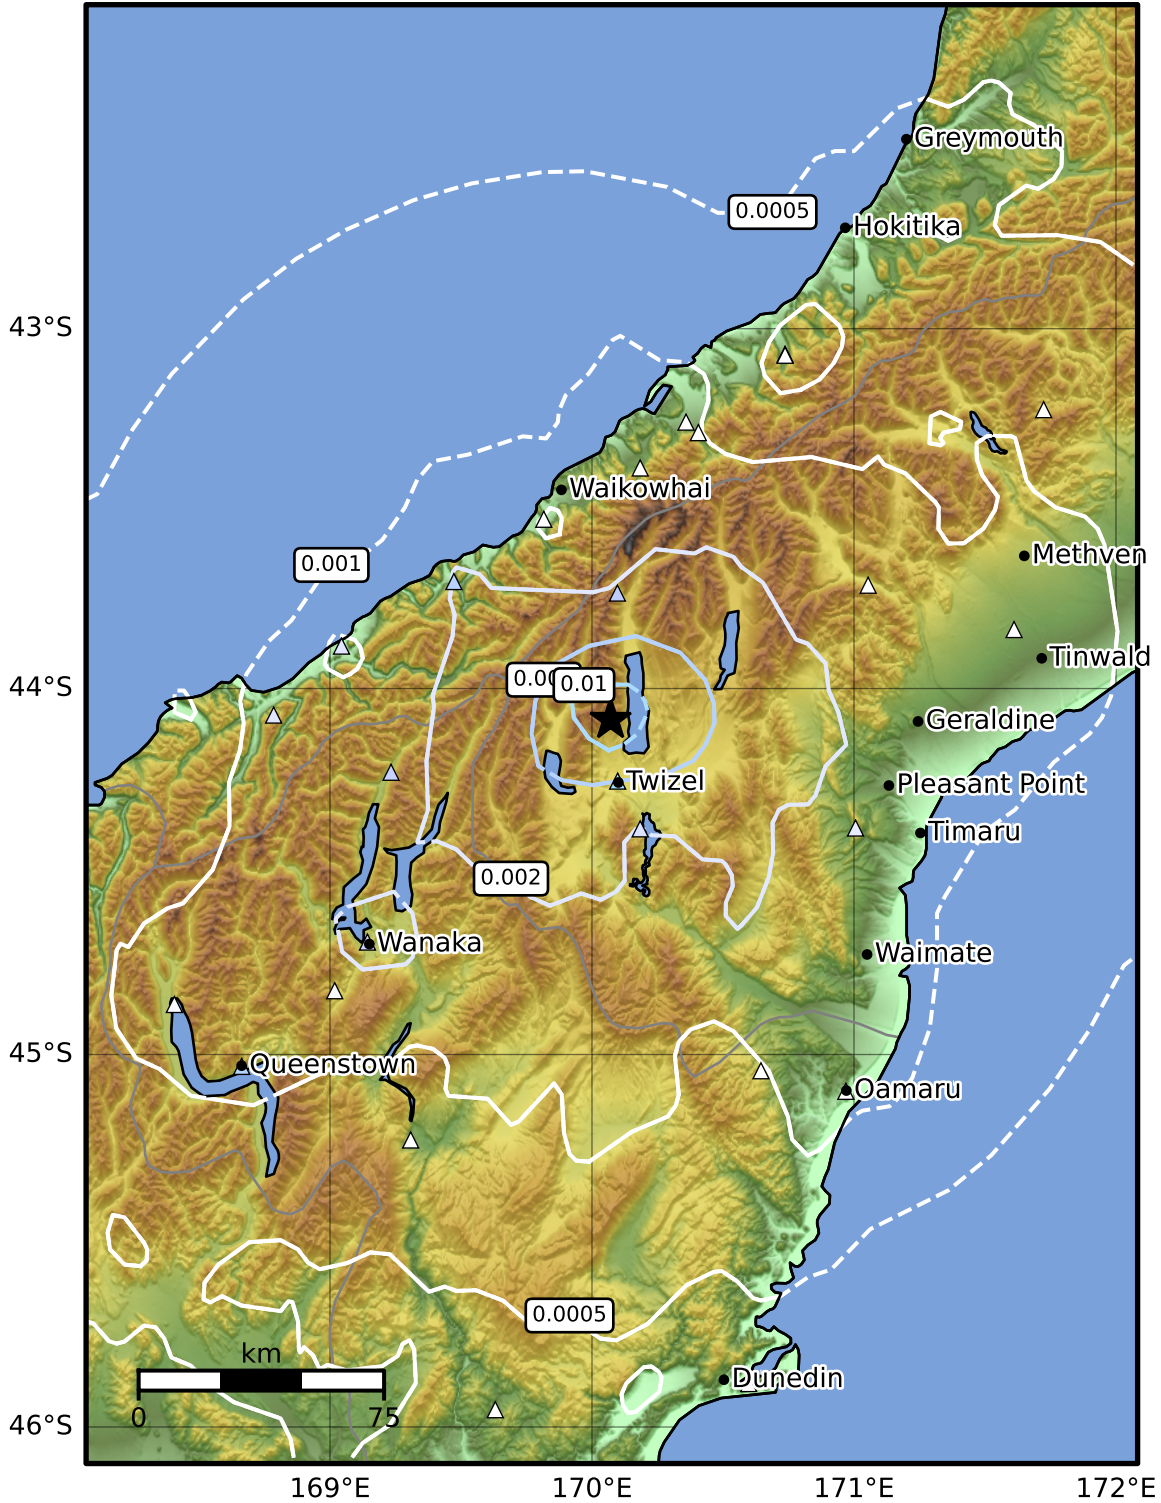 Greymouth
0.0005
Hokitika
43°S
Waikowhai
0.001
Methven
Tinwald
0.01
44°S
Geraldine
Twizel
Pleasant Point
Timaru
0.002
Wanaka
Waimate
45°S
Queenstown
Oamaru
0.0005
km
Dunedin
0
75
46°S
169°E
170°E
171°E
172°E